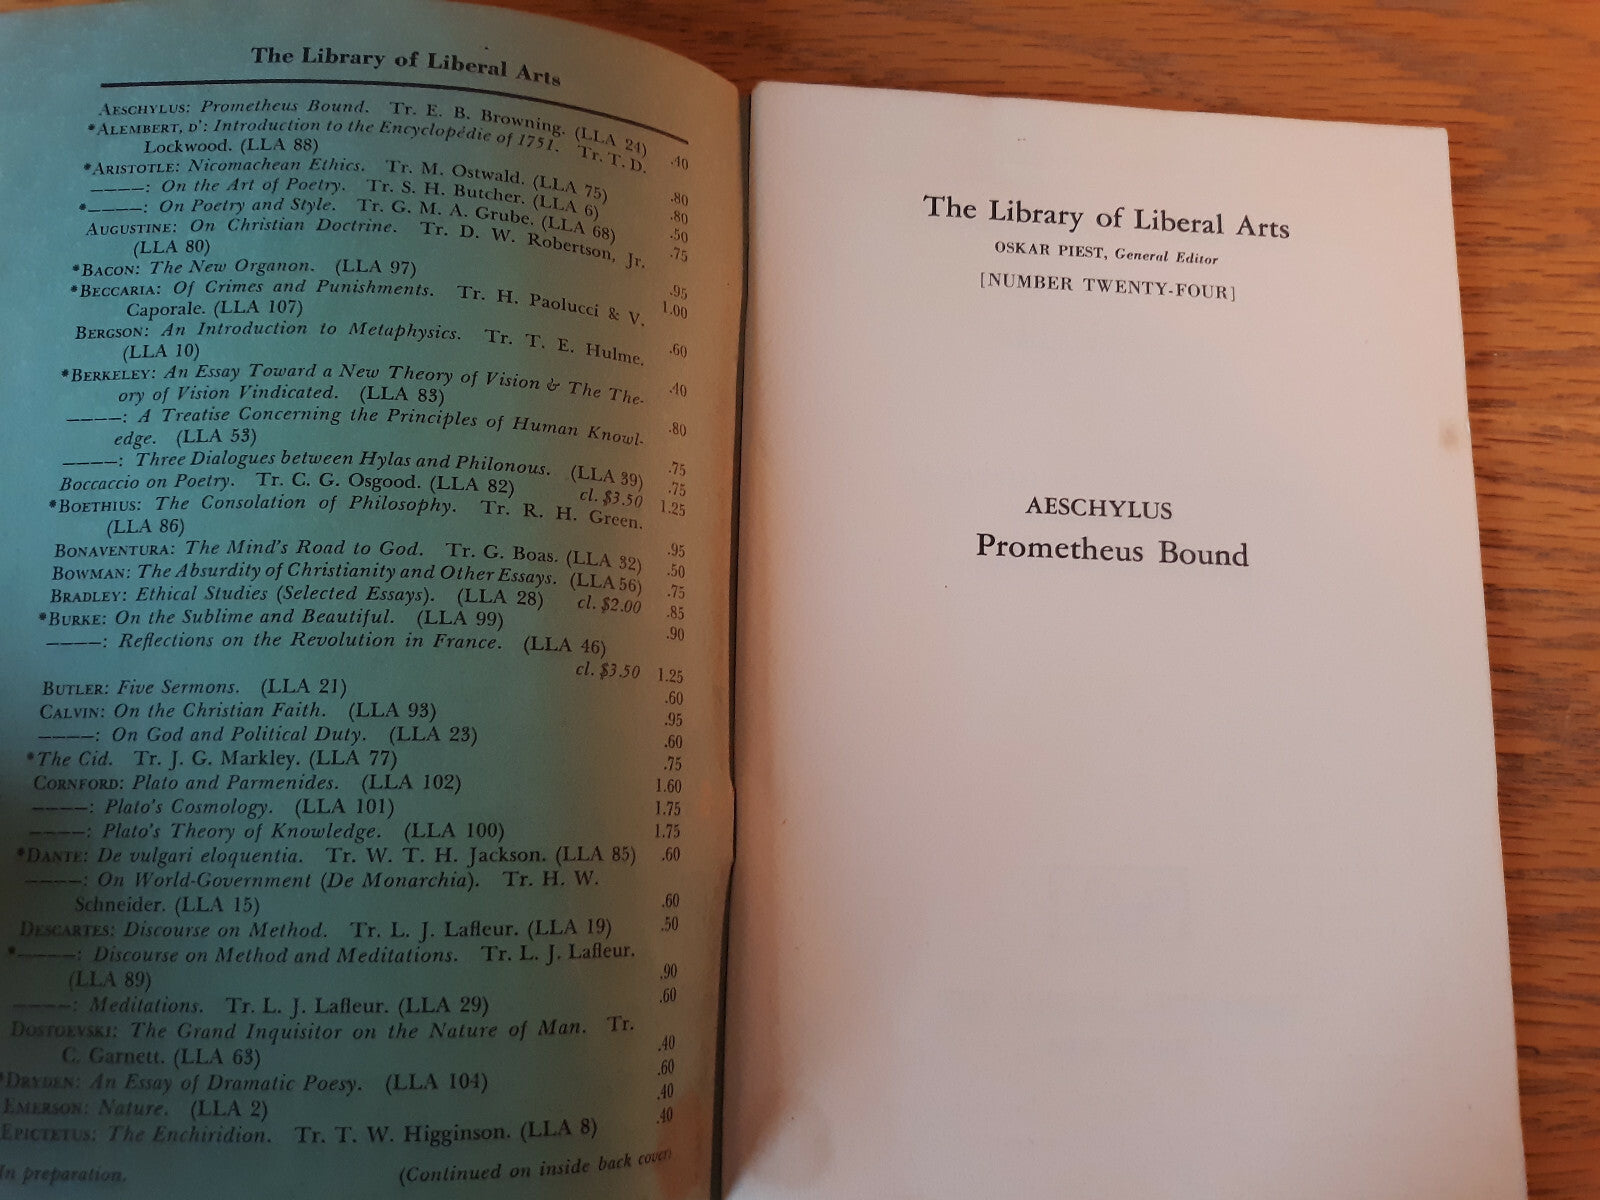 The Library of Liberal Arts
AESCHYLUS: Prometheus Bound. Tr. E. B. Browning. (LLA 24) .40
*ALEMBERT, D': Introduction to the Encyclopédie of 1751. Tr. T. D.
Lockwood. (LLA 88) .80
*ARISTOTLE: Nicomachean Ethics. Tr. M. Ostwald. (LLA 75) .80
————: On the Art of Poetry. Tr. S. H. Butcher. (LLA 6) .50
*————: On Poetry and Style. Tr. G. M. A. Grube. (LLA 68) .75
AUGUSTINE: On Christian Doctrine. Tr. D. W. Robertson, Jr.
(LLA 80) .95
*BACON: The New Organon. (LLA 97) 1.00
*BECCARIA: Of Crimes and Punishments. Tr. H. Paolucci & V.
Caporale. (LLA 107) .60
BERGSON: An Introduction to Metaphysics. Tr. T. E. Hulme.
(LLA 10) .40
*BERKELEY: An Essay Toward a New Theory of Vision & The The-
ory of Vision Vindicated. (LLA 83) .80
————: A Treatise Concerning the Principles of Human Knowl-
edge. (LLA 53) .75
————: Three Dialogues between Hylas and Philonous. (LLA 39) .75
Boccaccio on Poetry. Tr. C. G. Osgood. (LLA 82) cl. $3.50 1.25
*BOETHIUS: The Consolation of Philosophy. Tr. R. H. Green.
(LLA 86) .95
BONAVENTURA: The Mind's Road to God. Tr. G. Boas. (LLA 32) .50
BOWMAN: The Absurdity of Christianity and Other Essays. (LLA 56) .75
BRADLEY: Ethical Studies (Selected Essays). (LLA 28) cl. $2.00 .85
*BURKE: On the Sublime and Beautiful. (LLA 99) .90
————: Reflections on the Revolution in France. (LLA 46)
cl. $3.50 1.25
BUTLER: Five Sermons. (LLA 21) .60
CALVIN: On the Christian Faith. (LLA 93) .95
————: On God and Political Duty. (LLA 23) .60
*The Cid. Tr. J. G. Markley. (LLA 77) .75
CORNFORD: Plato and Parmenides. (LLA 102) 1.60
————: Plato's Cosmology. (LLA 101) 1.75
————: Plato's Theory of Knowledge. (LLA 100) 1.75
*DANTE: De vulgari eloquentia. Tr. W. T. H. Jackson. (LLA 85) .60
————: On World-Government (De Monarchia). Tr. H. W.
Schneider. (LLA 15) .60
DESCARTES: Discourse on Method. Tr. L. J. Lafleur. (LLA 19) .50
*————: Discourse on Method and Meditations. Tr. L. J. Lafleur.
(LLA 89) .90
————: Meditations. Tr. L. J. Lafleur. (LLA 29) .60
DOSTOEVSKI: The Grand Inquisitor on the Nature of Man. Tr.
C. Garnett. (LLA 63) .40
*DRYDEN: An Essay of Dramatic Poesy. (LLA 104) .60
EMERSON: Nature. (LLA 2) .40
EPICTETUS: The Enchiridion. Tr. T. W. Higginson. (LLA 8) .40
In preparation. (Continued on inside back cover)
The Library of Liberal Arts
OSKAR PIEST, General Editor
[NUMBER TWENTY-FOUR]
AESCHYLUS
Prometheus Bound